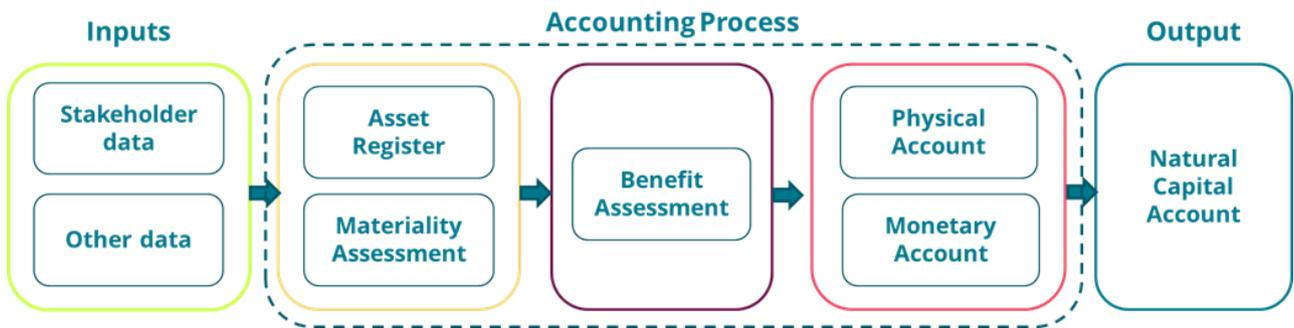 Inputs
Accounting Process
Output
Stakeholder
data
Other data
Asset
Register
Materiality
Assessment
Benefit
Assessment
Physical
Account
Monetary
Account
Natural
Capital
Account